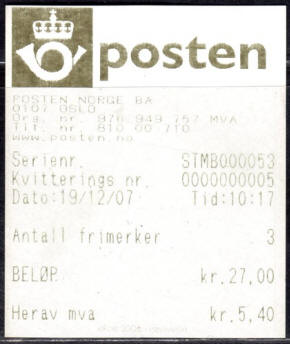 posten
POSTEN NORGE BA
0107 OSLO
Org. nr. 976 949 757 MVA
Tlf. nr. 810 00 710
www.posten.no
Serienr. STMB000053
Kvitterings nr. 0000000005
Dato:19/12/07 Tid:10:17
Antall frimerker 3
BELØP. kr.27,00
Herav mva kr.5,40